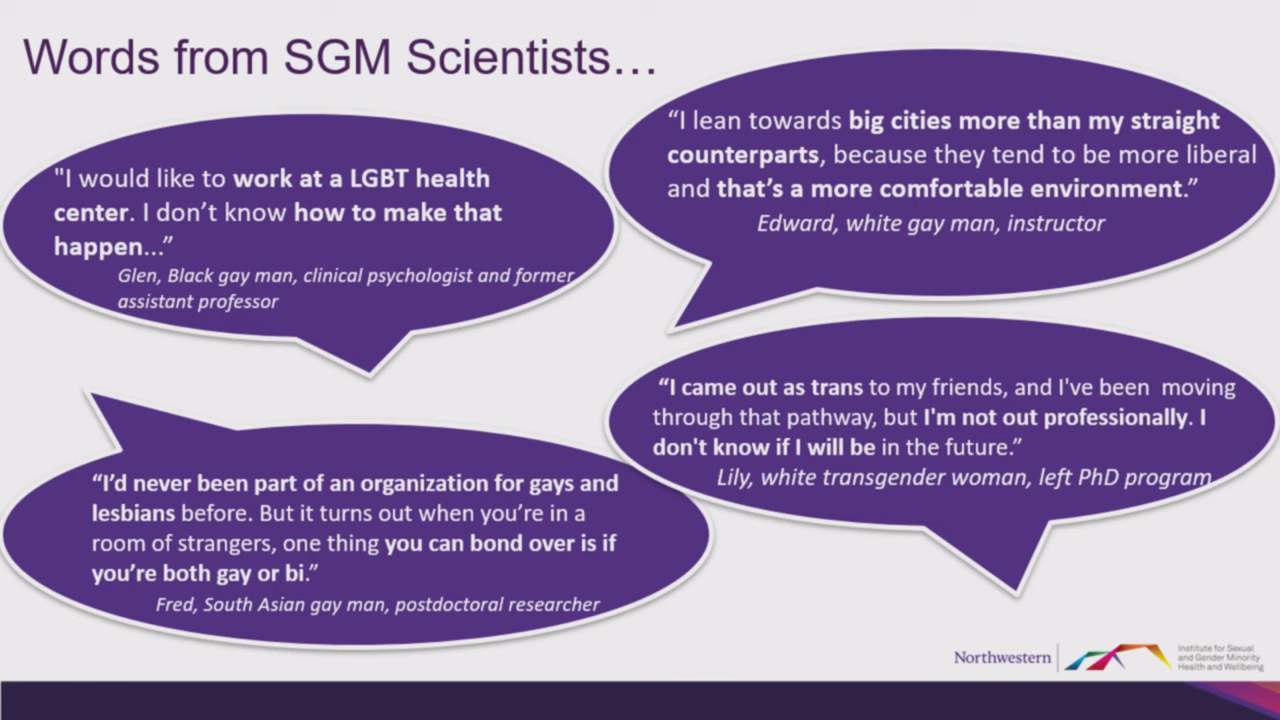 Words from SGM Scientists…
"I would like to work at a LGBT health
center. I don’t know how to make that
happen…”
Glen, Black gay man, clinical psychologist and former
assistant professor
“I lean towards big cities more than my straight
counterparts, because they tend to be more liberal
and that’s a more comfortable environment.”
Edward, white gay man, instructor
“I’d never been part of an organization for gays and
lesbians before. But it turns out when you’re in a
room of strangers, one thing you can bond over is if
you’re both gay or bi.”
Fred, South Asian gay man, postdoctoral researcher
“I came out as trans to my friends, and I've been  moving
through that pathway, but I'm not out professionally. I
don't know if I will be in the future.”
Lily, white transgender woman, left PhD program
Northwestern
Institute for Sexual
and Gender Minority
Health and Wellbeing